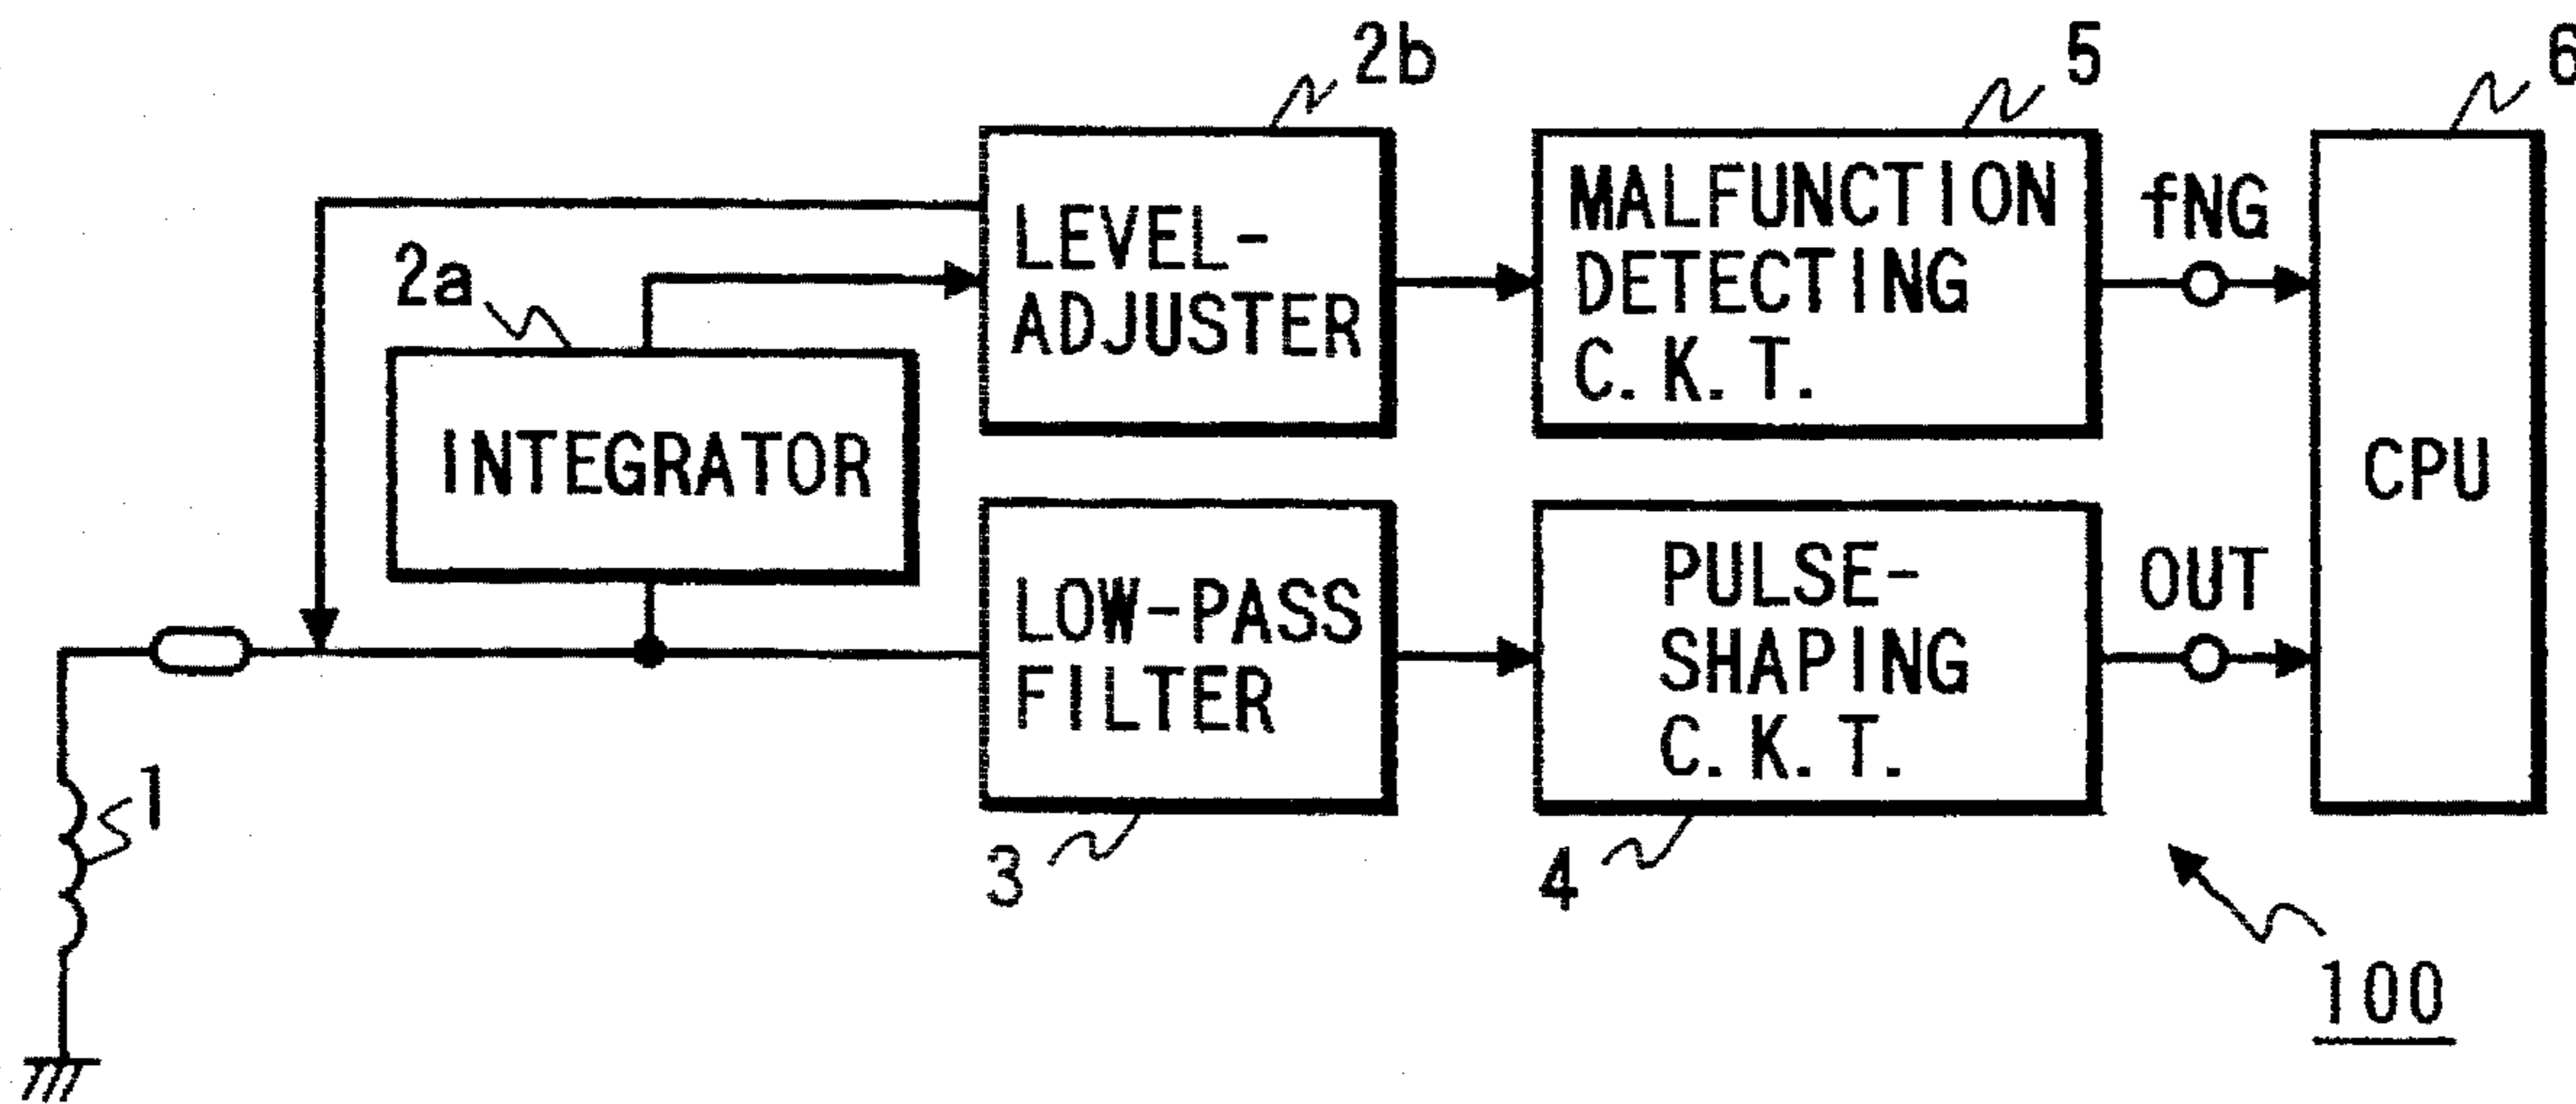 2b
5
6
LEVEL-
ADJUSTER
MALFUNCTION
DETECTING
C.K.T.
fNG
2a
INTEGRATOR
CPU
LOW-PASS
FILTER
PULSE-
SHAPING
C.K.T.
OUT
1
3
4
100